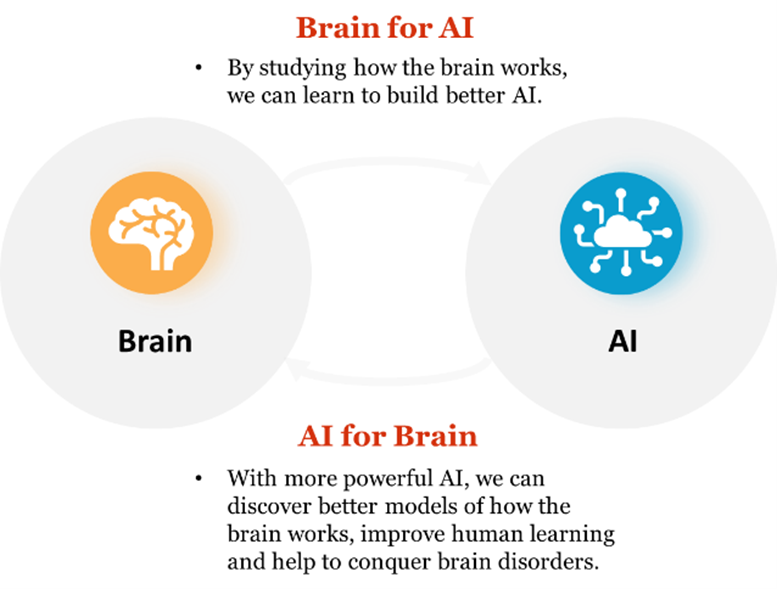 Brain for AI
• By studying how the brain works,
we can learn to build better AI.
Brain
AI
AI for Brain
• With more powerful AI, we can
discover better models of how the
brain works, improve human learning
and help to conquer brain disorders.